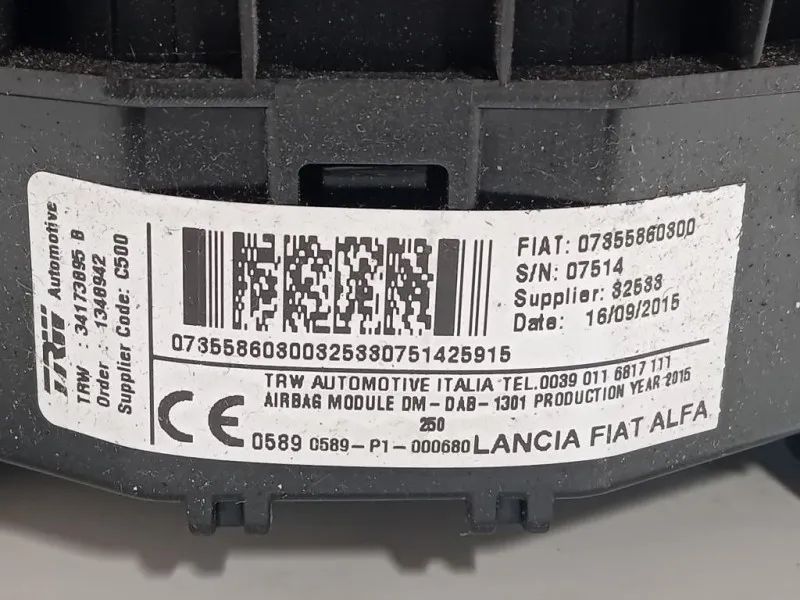 TRW Automotive
TRW : 34173895 B
Order : 1348942
Supplier Code: C500
FIAT: 07355860300
S/N: 07514
Supplier: 32533
Date: 16/09/2015
07355860300325330751425915
TRW AUTOMOTIVE ITALIA TEL.0039 011 6817 111
AIRBAG MODULE DM-DAB-1301 PRODUCTION YEAR 2015
250
CE 0589 0589-P1-000680 LANCIA FIAT ALFA